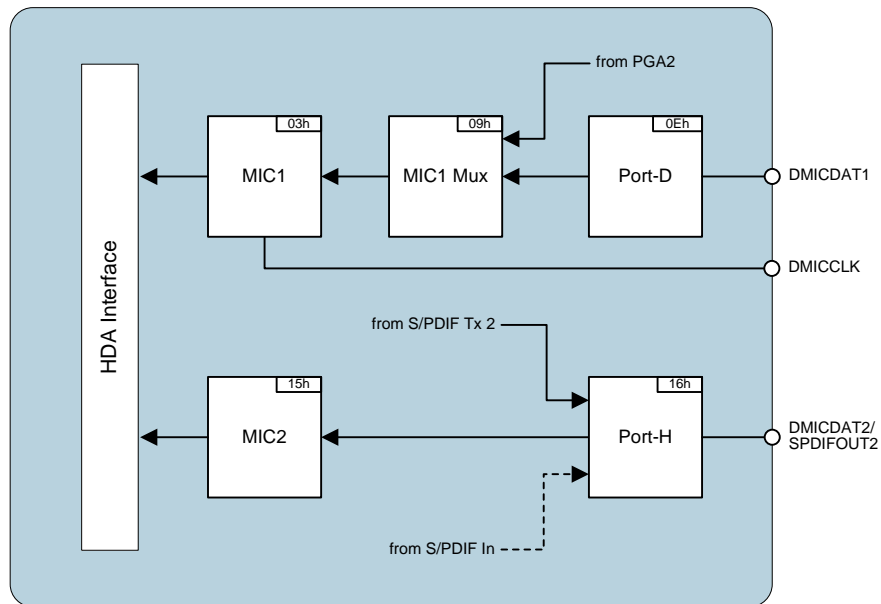 from PGA2
03h
09h
0Eh
MIC1
MIC1 Mux
Port-D
DMICDAT1
DMICCLK
HDA Interface
from S/PDIF Tx 2
15h
16h
MIC2
Port-H
DMICDAT2/
SPDIFOUT2
from S/PDIF In